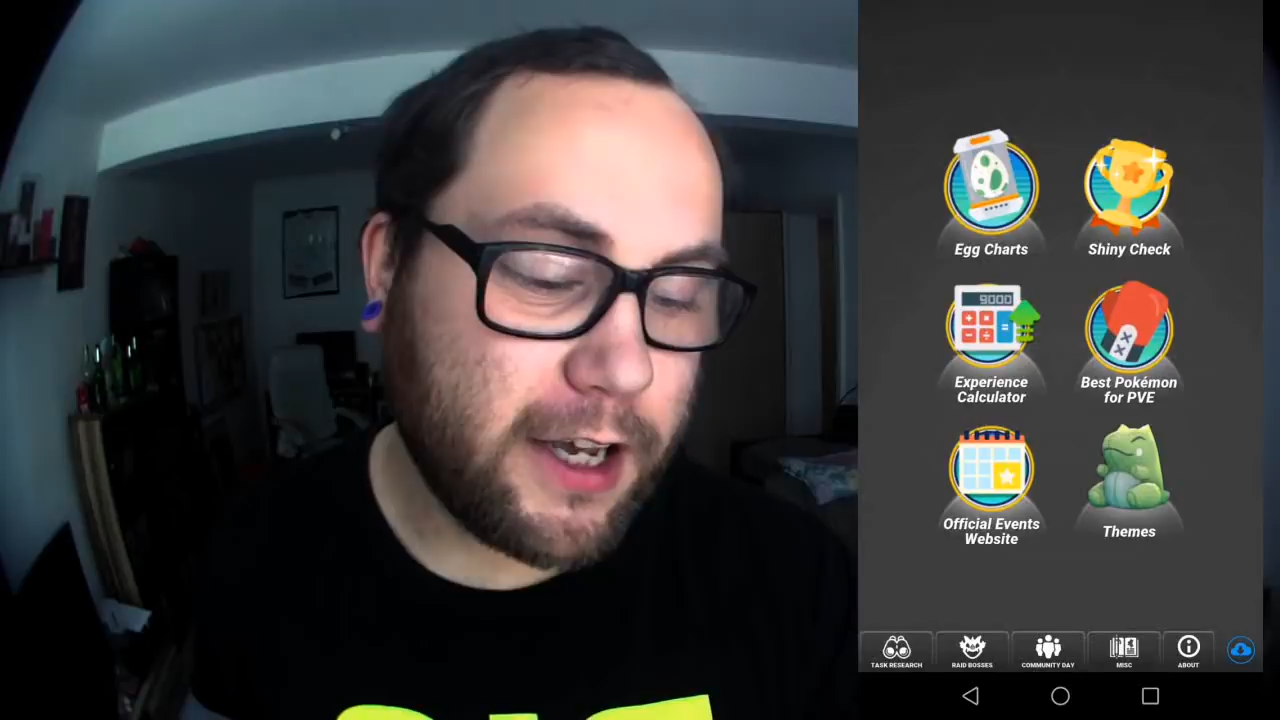 Egg Charts
Shiny Check
9000
Experience
Calculator
Best Pokémon
for PVE
Official Events
Website
Themes
TASK RESEARCH
RAID BOSSES
COMMUNITY DAY
MISC
ABOUT